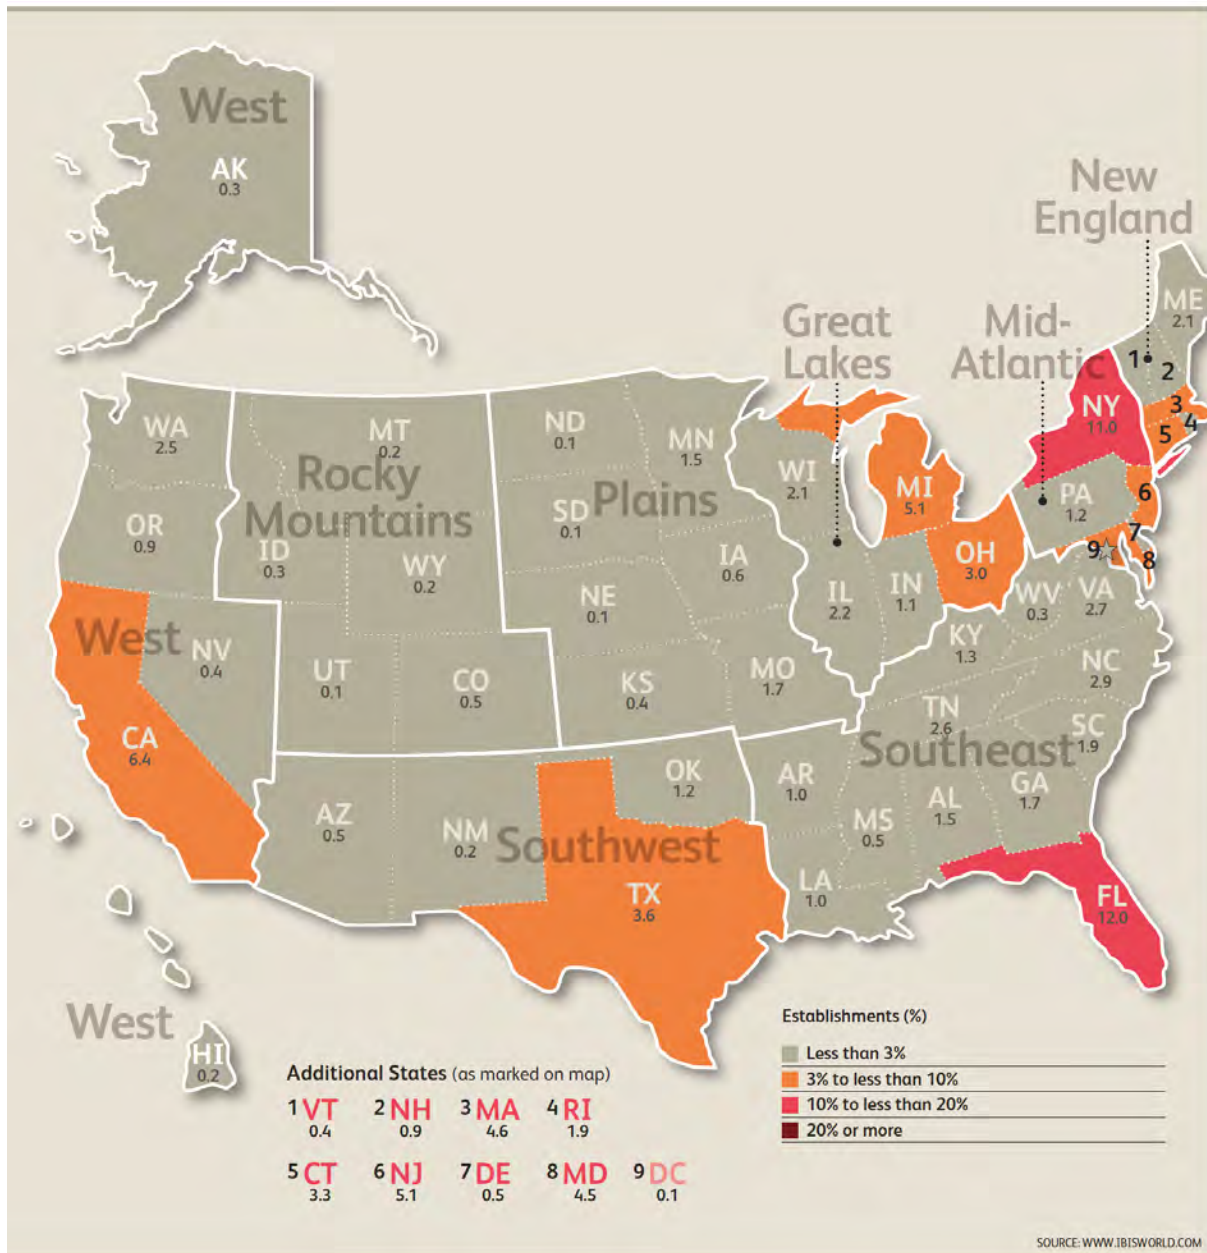 West
AK
0.3
New
England
Great
Lakes
Mid-
Atlantic
ME
2.1
1
2
3
4
5
NY
11.0
WA
2.5
MT
0.2
ND
0.1
MN
1.5
WI
2.1
MI
5.1
PA
1.2
6
7
8
9
Rocky
Mountains
Plains
OR
0.9
ID
0.3
WY
0.2
SD
0.1
IA
0.6
NE
0.1
IL
2.2
IN
1.1
OH
3.0
WV
0.3
VA
2.7
West
NV
0.4
UT
0.1
CO
0.5
KS
0.4
MO
1.7
KY
1.3
NC
2.9
TN
2.6
SC
1.9
Southeast
CA
6.4
AZ
0.5
NM
0.2
OK
1.2
AR
1.0
MS
0.5
AL
1.5
GA
1.7
Southwest
TX
3.6
LA
1.0
FL
12.0
West
HI
0.2
Establishments (%)
Less than 3%
3% to less than 10%
10% to less than 20%
20% or more
Additional States (as marked on map)
1 VT 2 NH 3 MA 4 RI
0.4 0.9 4.6 1.9
5 CT 6 NJ 7 DE 8 MD 9 DC
3.3 5.1 0.5 4.5 0.1
SOURCE: WWW.IBISWORLD.COM